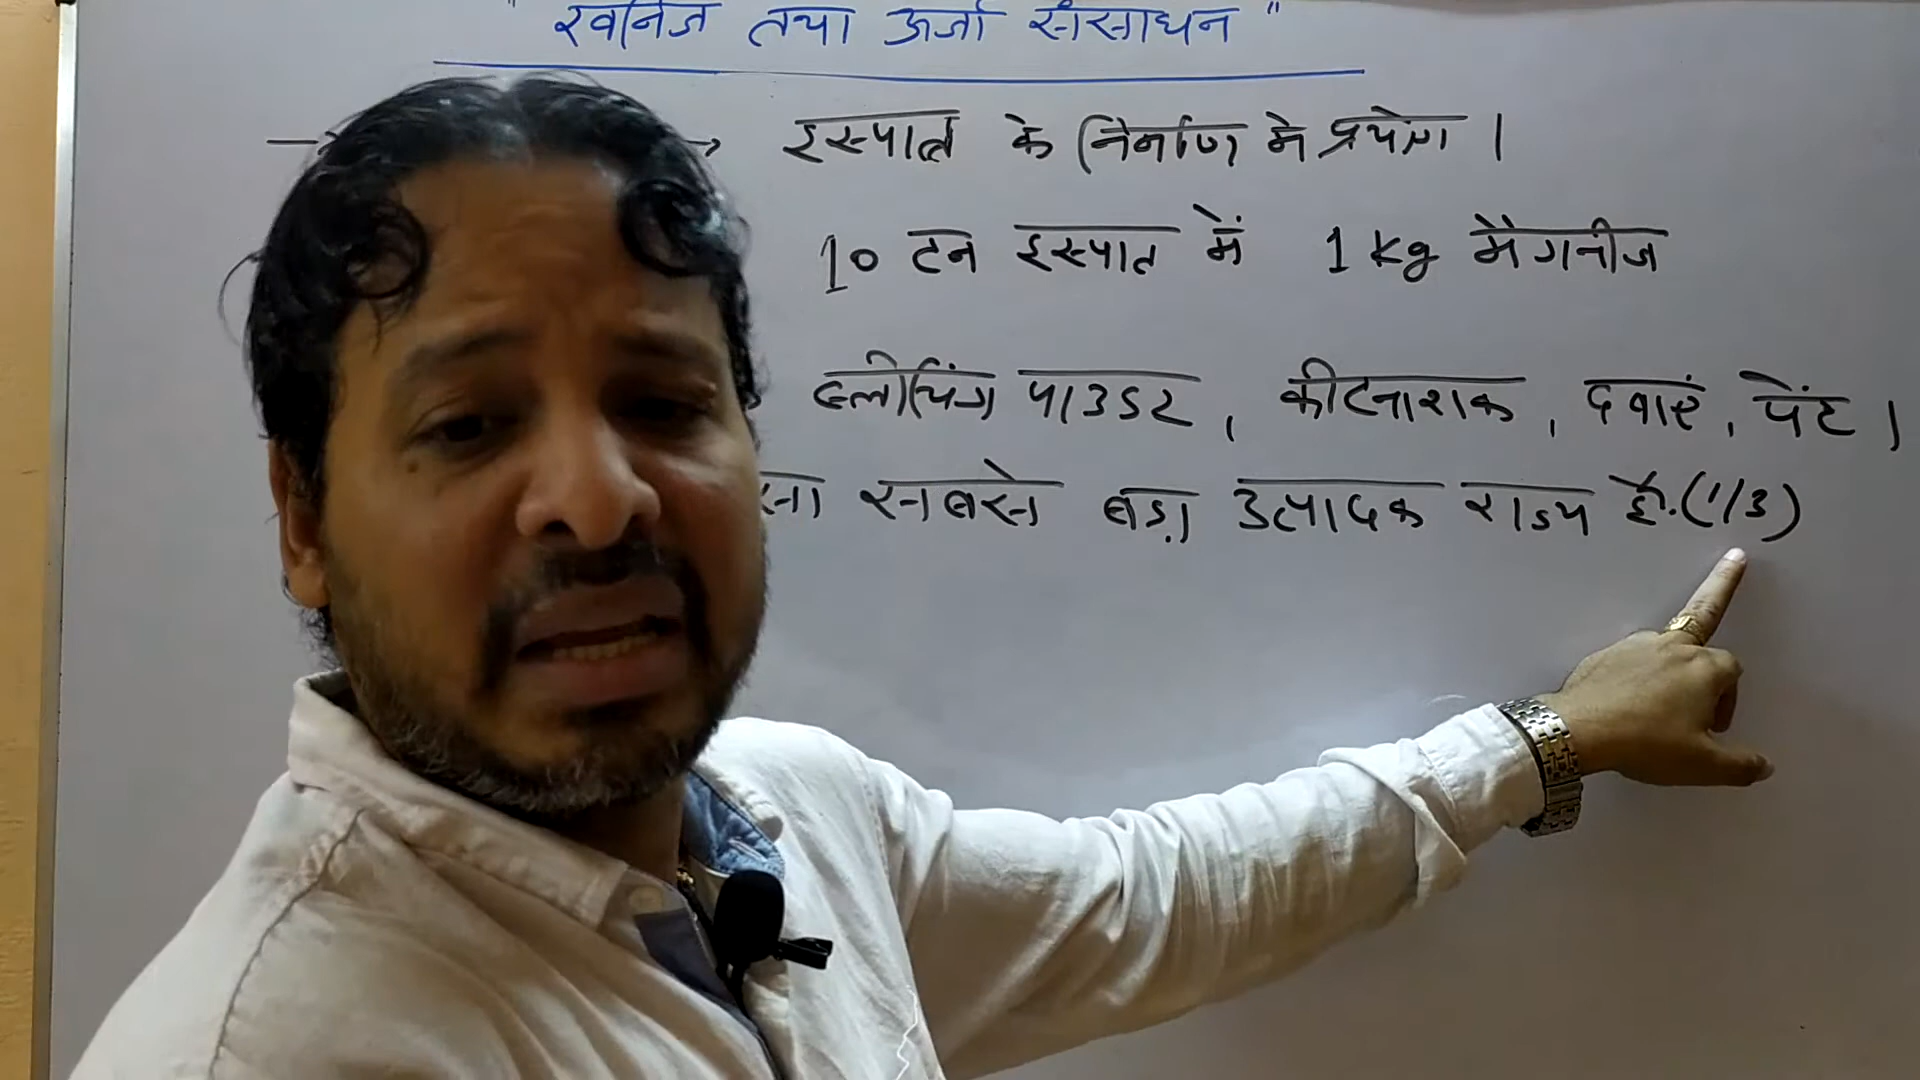 " खनिज तथा ऊर्जा संसाधन "
→ इस्पात के निर्माण मे प्रयोग ।
10 टन इस्पात में 1 kg मैगनीज
ब्लीचिंग पाउडर, कीटनाशक, दवाएं, पेंट ।
सबसे बड़ा उत्पादक राज्य है. (1/3)